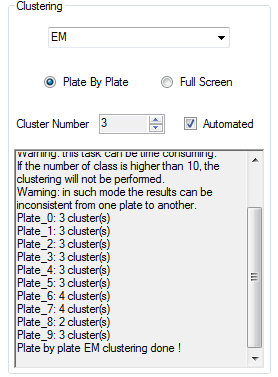 Clustering
EM
Plate By Plate
Full Screen
Cluster Number
3
Automated
Warning: this task can be time consuming.
If the number of class is higher than 10, the
clustering will not be performed.
Warning: in such mode the results can be
inconsistent from one plate to another.
Plate_0: 3 cluster(s)
Plate_1: 3 cluster(s)
Plate_2: 3 cluster(s)
Plate_3: 3 cluster(s)
Plate_4: 3 cluster(s)
Plate_5: 3 cluster(s)
Plate_6: 4 cluster(s)
Plate_7: 4 cluster(s)
Plate_8: 2 cluster(s)
Plate_9: 3 cluster(s)
Plate by plate EM clustering done !